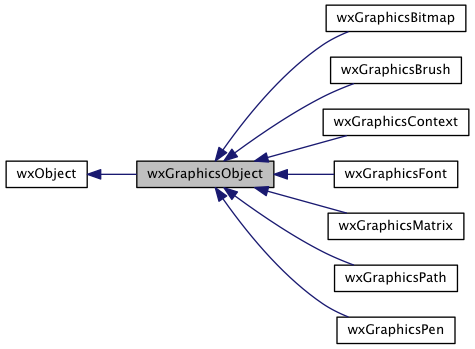 wxGraphicsBitmap
wxGraphicsBrush
wxGraphicsContext
wxObject
wxGraphicsObject
wxGraphicsFont
wxGraphicsMatrix
wxGraphicsPath
wxGraphicsPen